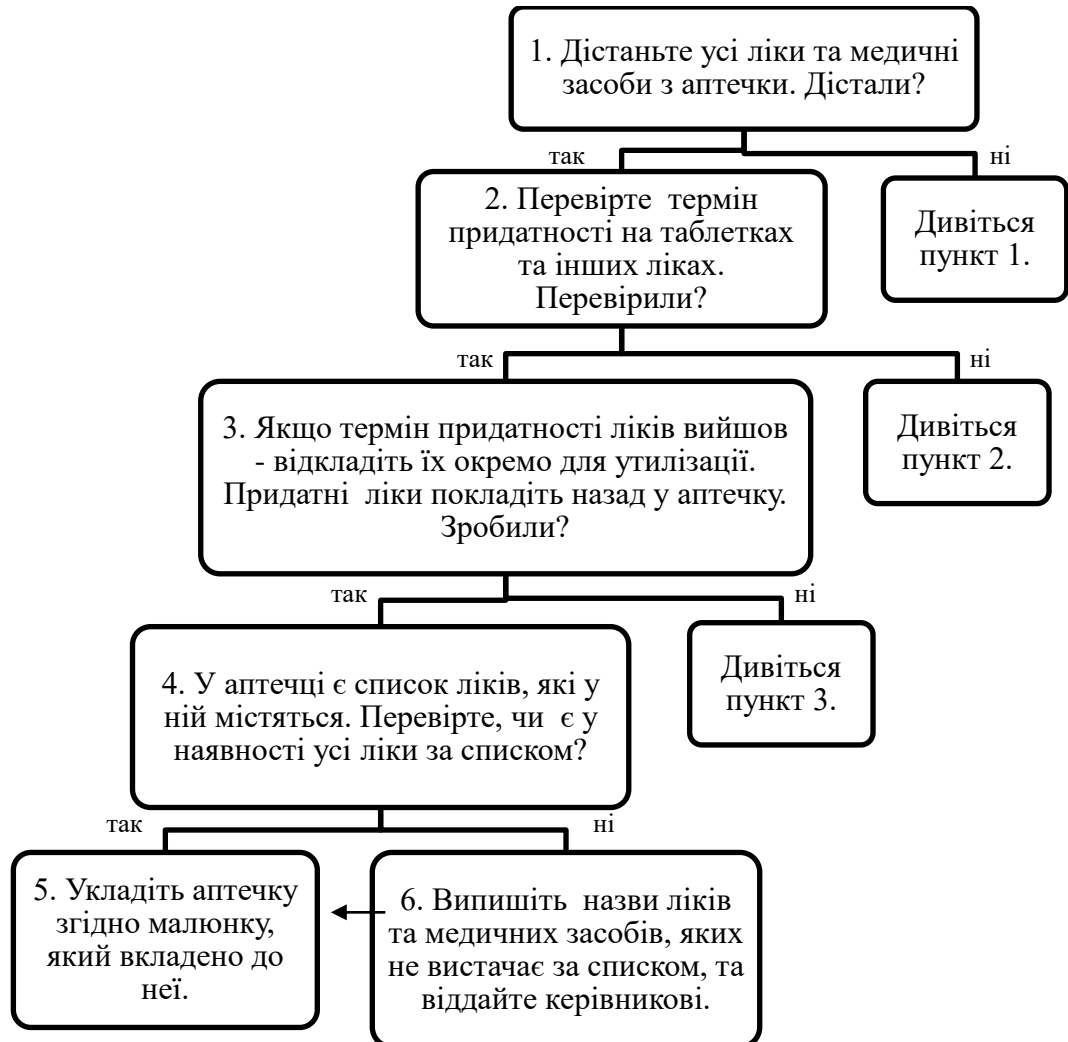 1. Дістаньте усі ліки та медичні
засоби з аптечки. Дістали?
так
ні
2. Перевірте термін
придатності на таблетках
та інших ліках.
Перевірили?
Дивіться
пункт 1.
так
ні
3. Якщо термін придатності ліків вийшов
- відкладіть їх окремо для утилізації.
Придатні ліки покладіть назад у аптечку.
Зробили?
Дивіться
пункт 2.
так
ні
4. У аптечці є список ліків, які у
ній містяться. Перевірте, чи є у
наявності усі ліки за списком?
Дивіться
пункт 3.
так
ні
5. Укладіть аптечку
згідно малюнку,
який вкладено до
неї.
6. Випишіть назви ліків
та медичних засобів, яких
не вистачає за списком, та
віддайте керівникові.